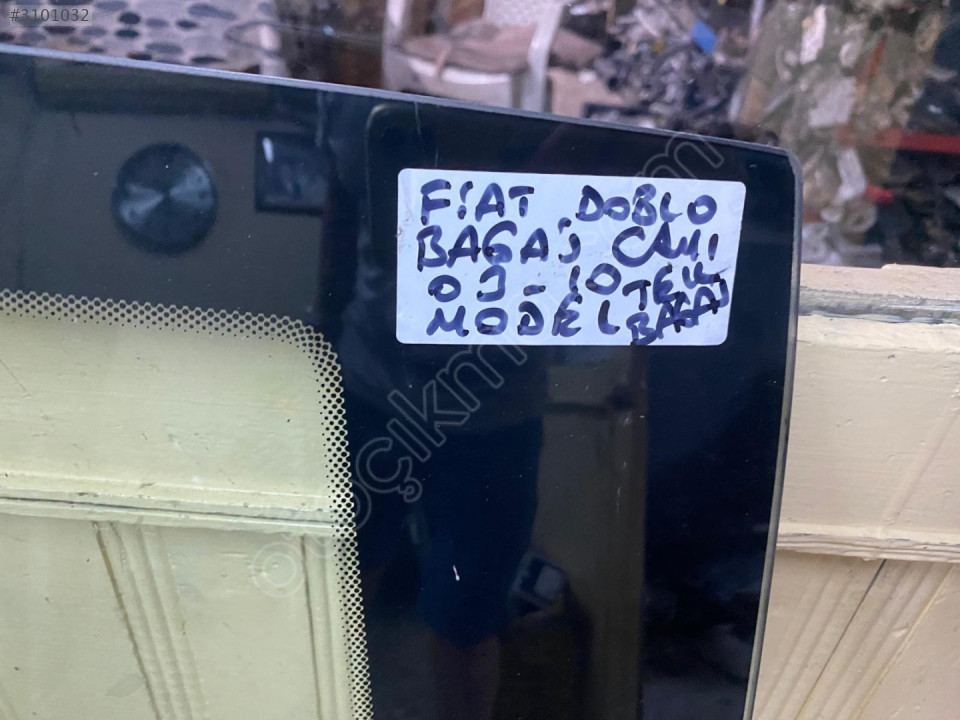 #3101032
FİAT DOBLO
BAGAJ CAMI
03-10 TEK
MODEL BAGAJ